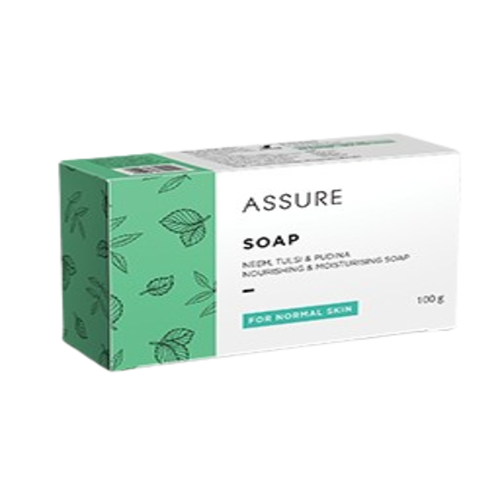 ASSURE
SOAP
NEEM, TULSI & PUDINA
NOURISHING & MOISTURISING SOAP
100 g
FOR NORMAL SKIN